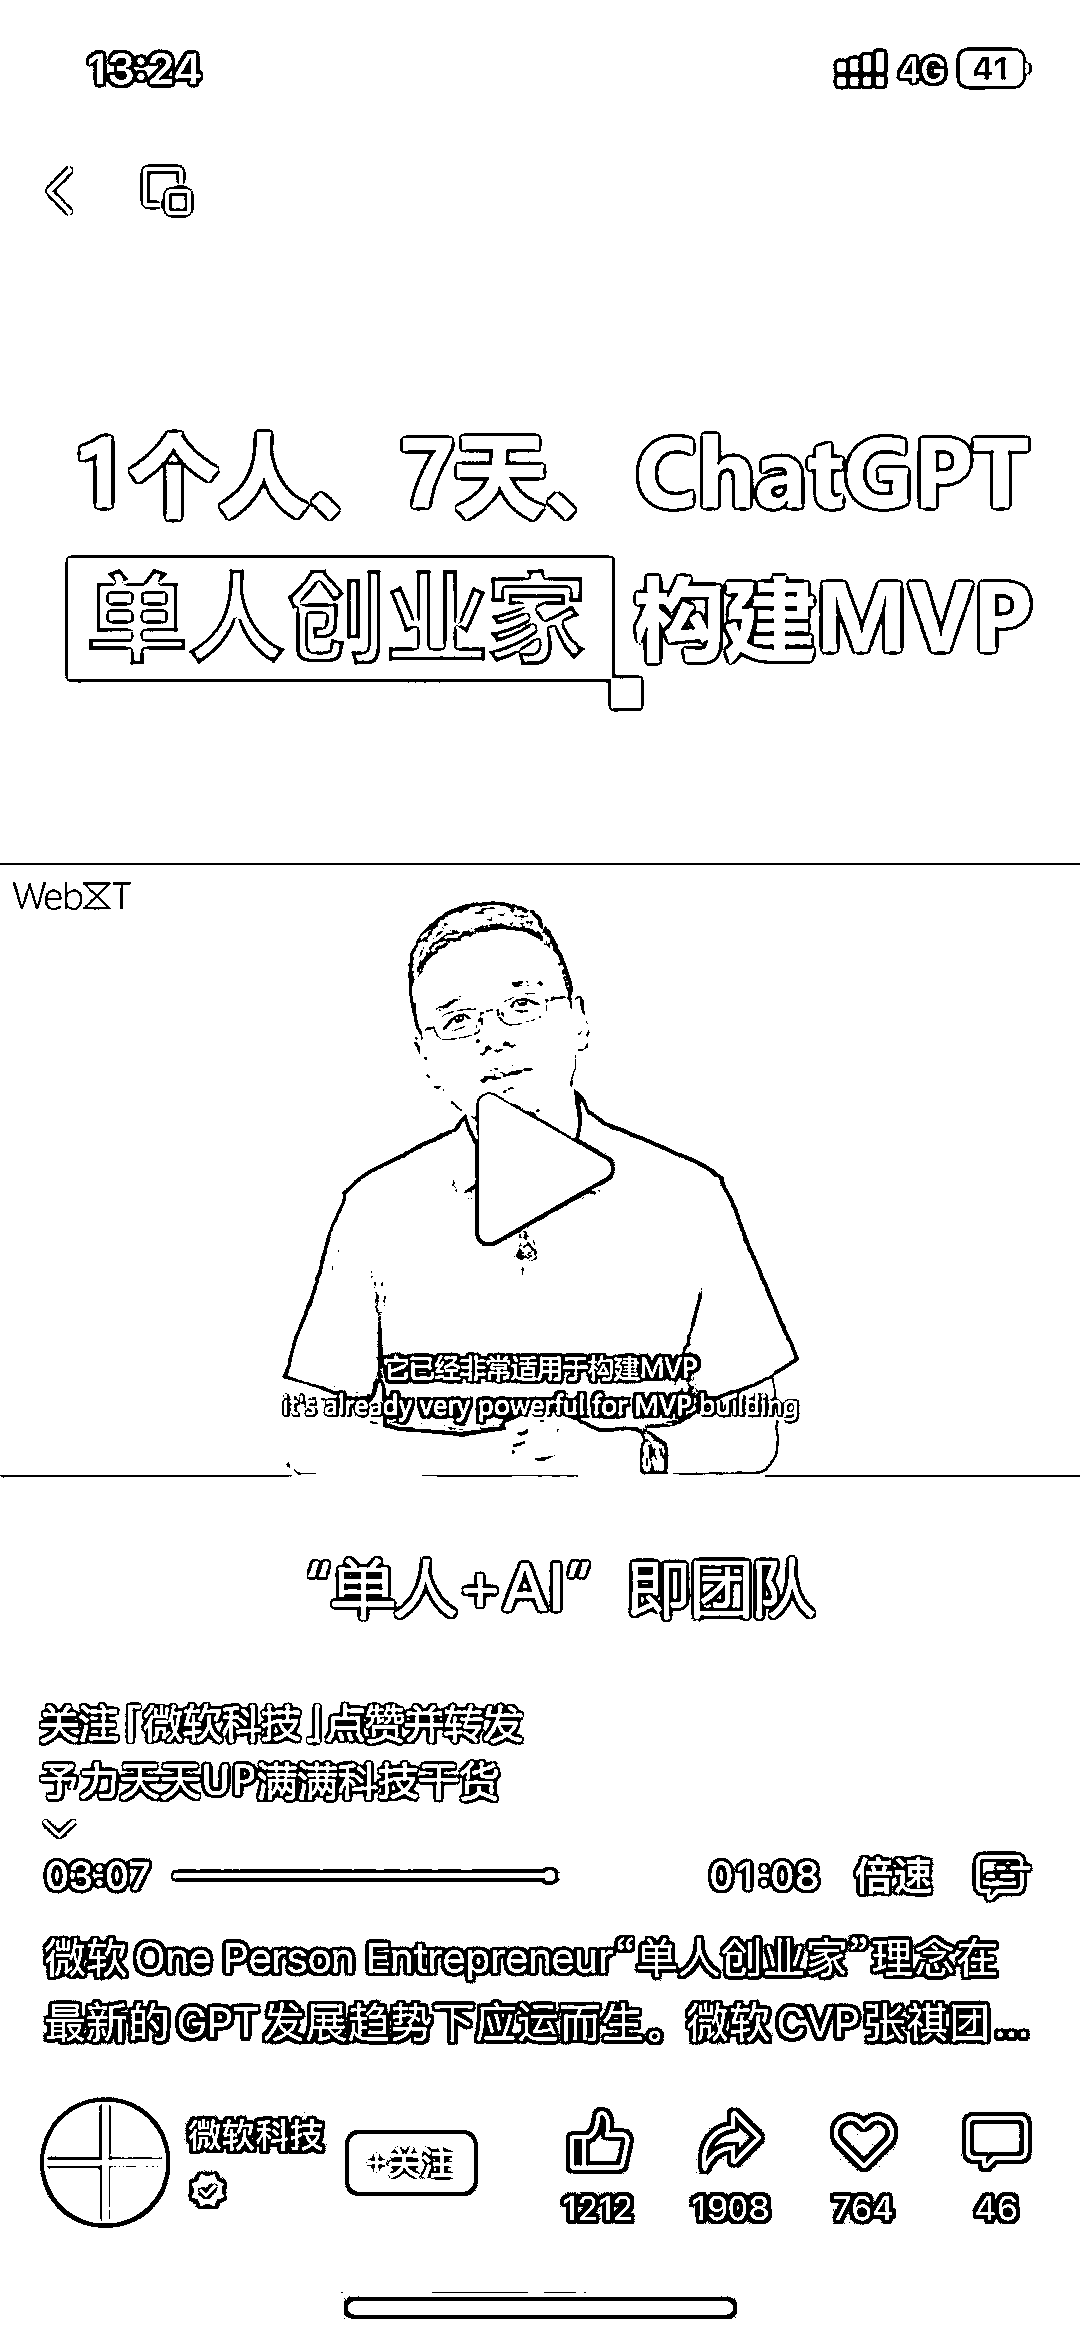 13:24
4G 41
1个人、7天、ChatGPT
单人创业家 构建MVP
WebXT
它已经非常适用于构建MVP
it's already very powerful for MVP building
“单人+AI” 即团队
关注「微软科技」点赞并转发
予力天天UP满满科技干货
03:07 01:08 倍速
微软 One Person Entrepreneur“单人创业家”理念在
最新的 GPT 发展趋势下应运而生。微软 CVP 张祺团...
微软科技
+关注
1212 1908 764 46